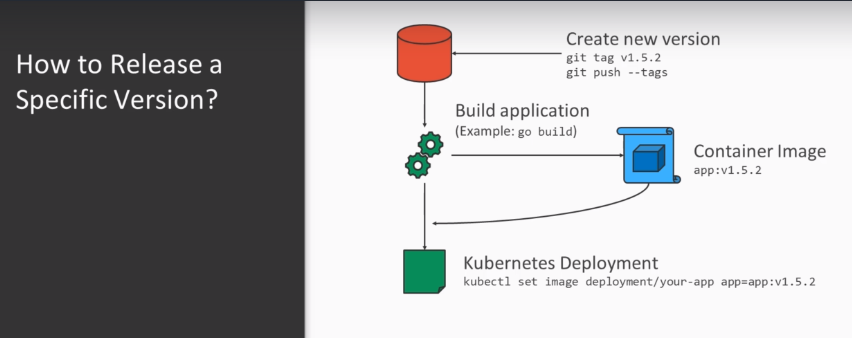 How to Release a
Specific Version?
Create new version
git tag v1.5.2
git push --tags
Build application
(Example: go build)
Container Image
app:v1.5.2
Kubernetes Deployment
kubectl set image deployment/your-app app=app:v1.5.2